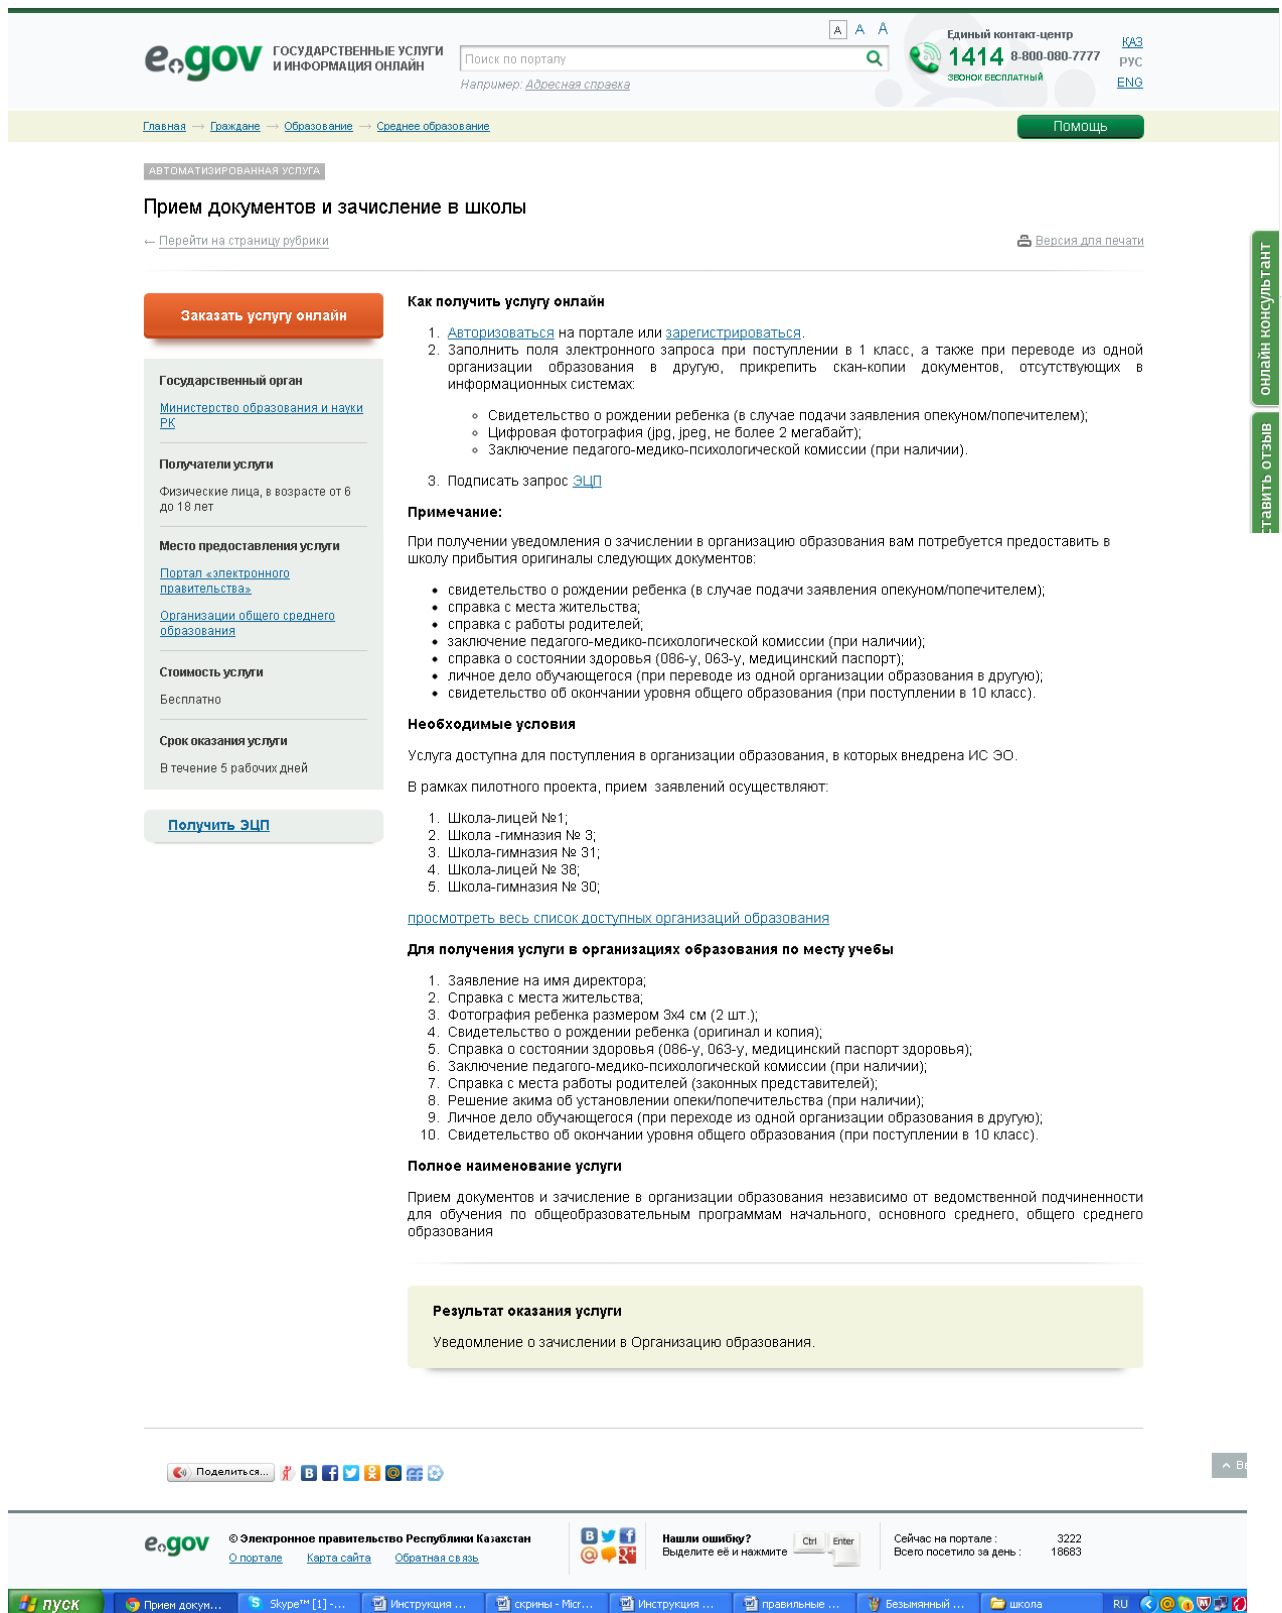 e.gov ГОСУДАРСТВЕННЫЕ УСЛУГИ
И ИНФОРМАЦИЯ ОНЛАЙН
A A A
Поиск по порталу
Например: Адресная справка
Единый контакт-центр
1414 8-800-080-7777
ЗВОНОК БЕСПЛАТНЫЙ
ҚАЗ
РУС
ENG
Главная → Граждане → Образование → Среднее образование
Помощь
АВТОМАТИЗИРОВАННАЯ УСЛУГА
Прием документов и зачисление в школы
← Перейти на страницу рубрики
Версия для печати
онлайн консультант
ставить отзыв
Заказать услугу онлайн
Государственный орган
Министерство образования и науки
РК
Получатели услуги
Физические лица, в возрасте от 6
до 18 лет
Место предоставления услуги
Портал «электронного
правительства»
Организации общего среднего
образования
Стоимость услуги
Бесплатно
Срок оказания услуги
В течение 5 рабочих дней
Получить ЭЦП
Как получить услугу онлайн
1. Авторизоваться на портале или зарегистрироваться.
2. Заполнить поля электронного запроса при поступлении в 1 класс, а также при переводе из одной
организации образования в другую, прикрепить скан-копии документов, отсутствующих в
информационных системах:
Свидетельство о рождении ребенка (в случае подачи заявления опекуном/попечителем);
Цифровая фотография (jpg, jpeg, не более 2 мегабайт);
Заключение педагого-медико-психологической комиссии (при наличии).
3. Подписать запрос ЭЦП
Примечание:
При получении уведомления о зачислении в организацию образования вам потребуется предоставить в
школу прибытия оригиналы следующих документов:
свидетельство о рождении ребенка (в случае подачи заявления опекуном/попечителем);
справка с места жительства;
справка с работы родителей;
заключение педагого-медико-психологической комиссии (при наличии);
справка о состоянии здоровья (086-у, 063-у, медицинский паспорт);
личное дело обучающегося (при переводе из одной организации образования в другую);
свидетельство об окончании уровня общего образования (при поступлении в 10 класс).
Необходимые условия
Услуга доступна для поступления в организации образования, в которых внедрена ИС ЭО.
В рамках пилотного проекта, прием заявлений осуществляют:
1. Школа-лицей №1;
2. Школа -гимназия № 3;
3. Школа-гимназия № 31;
4. Школа-лицей № 38;
5. Школа-гимназия № 30;
просмотреть весь список доступных организаций образования
Для получения услуги в организациях образования по месту учебы
1. Заявление на имя директора;
2. Справка с места жительства;
3. Фотография ребенка размером 3х4 см (2 шт.);
4. Свидетельство о рождении ребенка (оригинал и копия);
5. Справка о состоянии здоровья (086-у, 063-у, медицинский паспорт здоровья);
6. Заключение педагого-медико-психологической комиссии (при наличии);
7. Справка с места работы родителей (законных представителей);
8. Решение акима об установлении опеки/попечительства (при наличии);
9. Личное дело обучающегося (при переходе из одной организации образования в другую);
10. Свидетельство об окончании уровня общего образования (при поступлении в 10 класс).
Полное наименование услуги
Прием документов и зачисление в организации образования независимо от ведомственной подчиненности
для обучения по общеобразовательным программам начального, основного среднего, общего среднего
образования
Результат оказания услуги
Уведомление о зачислении в Организацию образования.
Поделиться...
Вв
e.gov © Электронное правительство Республики Казахстан
О портале Карта сайта Обратная связь
Нашли ошибку?
Выделите её и нажмите Ctrl Enter
Сейчас на портале : 3222
Всего посетило за день : 18683
пуск Прием докум... Skype™ [1] -... Инструкция ... скрины - Micr... Инструкция ... правильные ... Безымянный ... школа RU